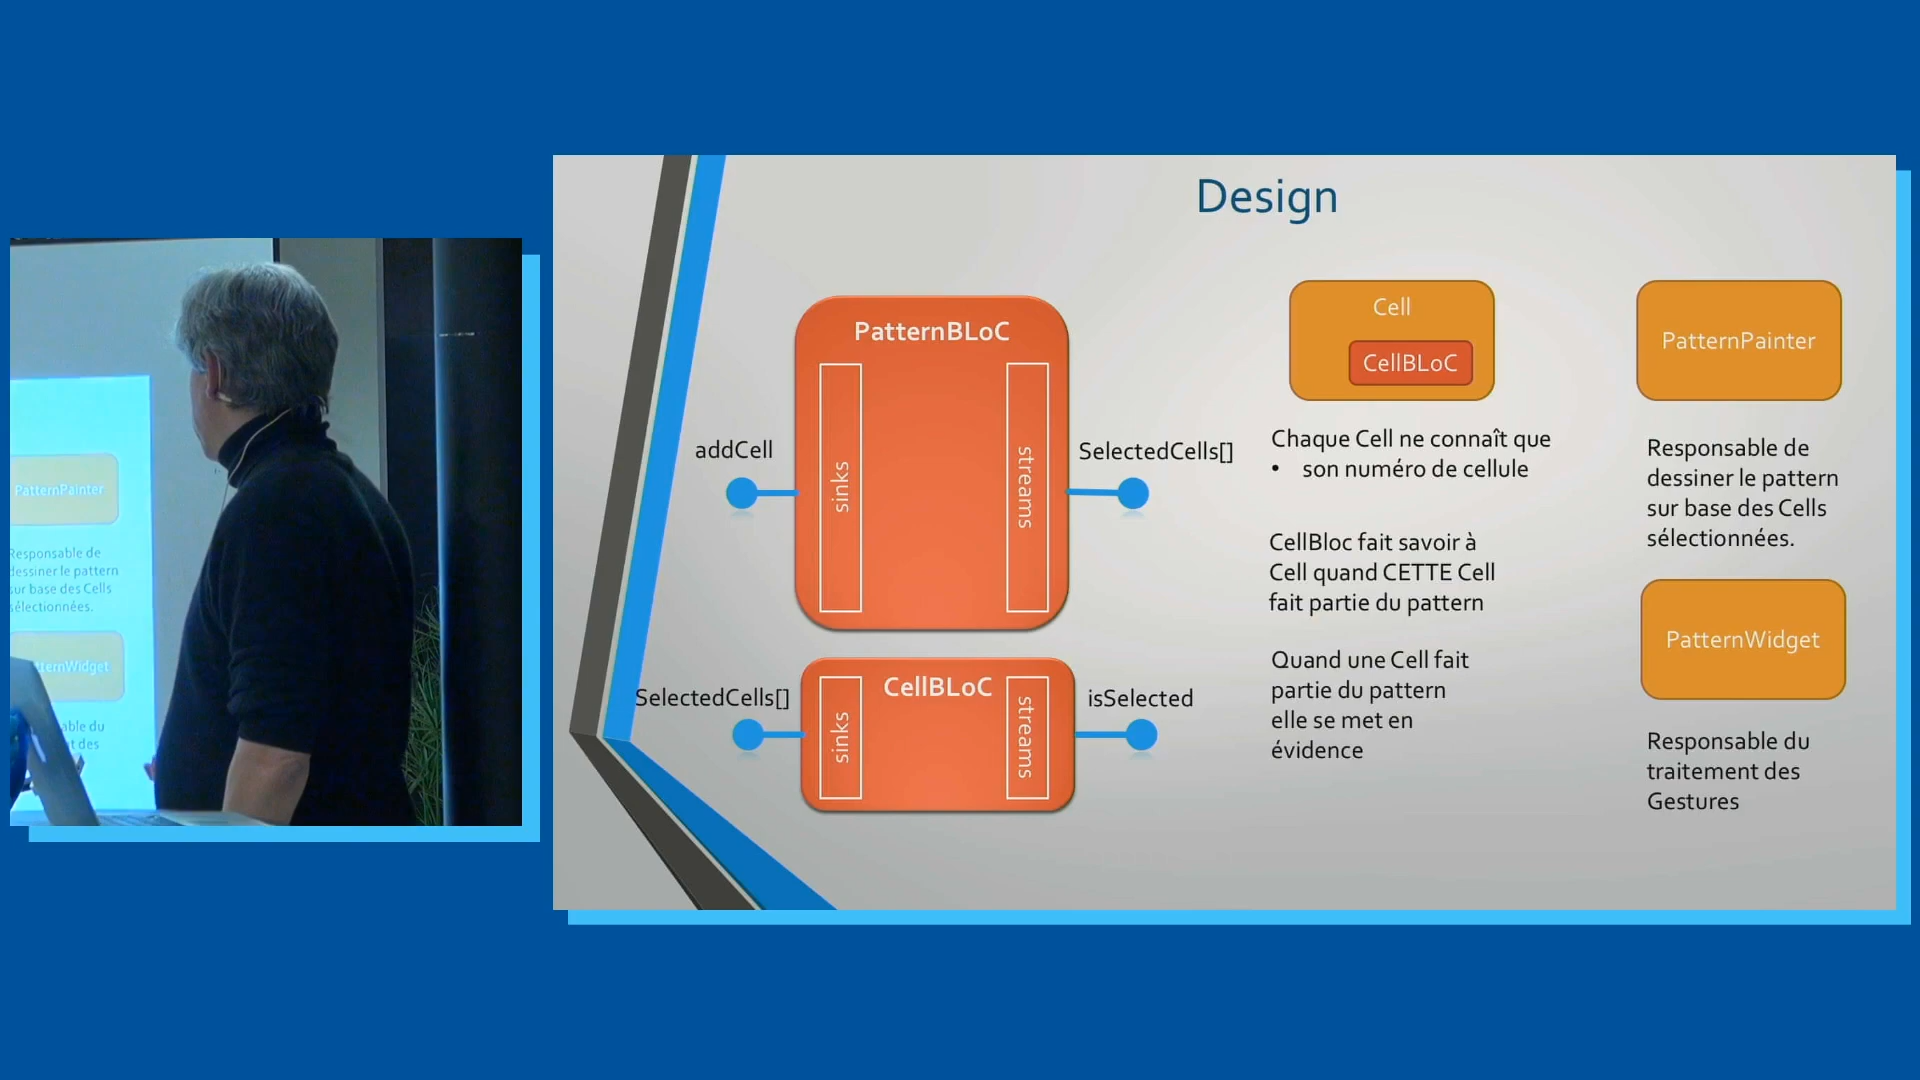 Design
PatternBLoC
sinks
streams
addCell
SelectedCells[]
CellBLoC
sinks
streams
SelectedCells[]
isSelected
Cell
CellBLoC
Chaque Cell ne connaît que
• son numéro de cellule
CellBloc fait savoir à
Cell quand CETTE Cell
fait partie du pattern
Quand une Cell fait
partie du pattern
elle se met en
évidence
PatternPainter
Responsable de
dessiner le pattern
sur base des Cells
sélectionnées.
PatternWidget
Responsable du
traitement des
Gestures
PatternPainter
Responsable de
dessiner le pattern
sur base des Cells
sélectionnées.